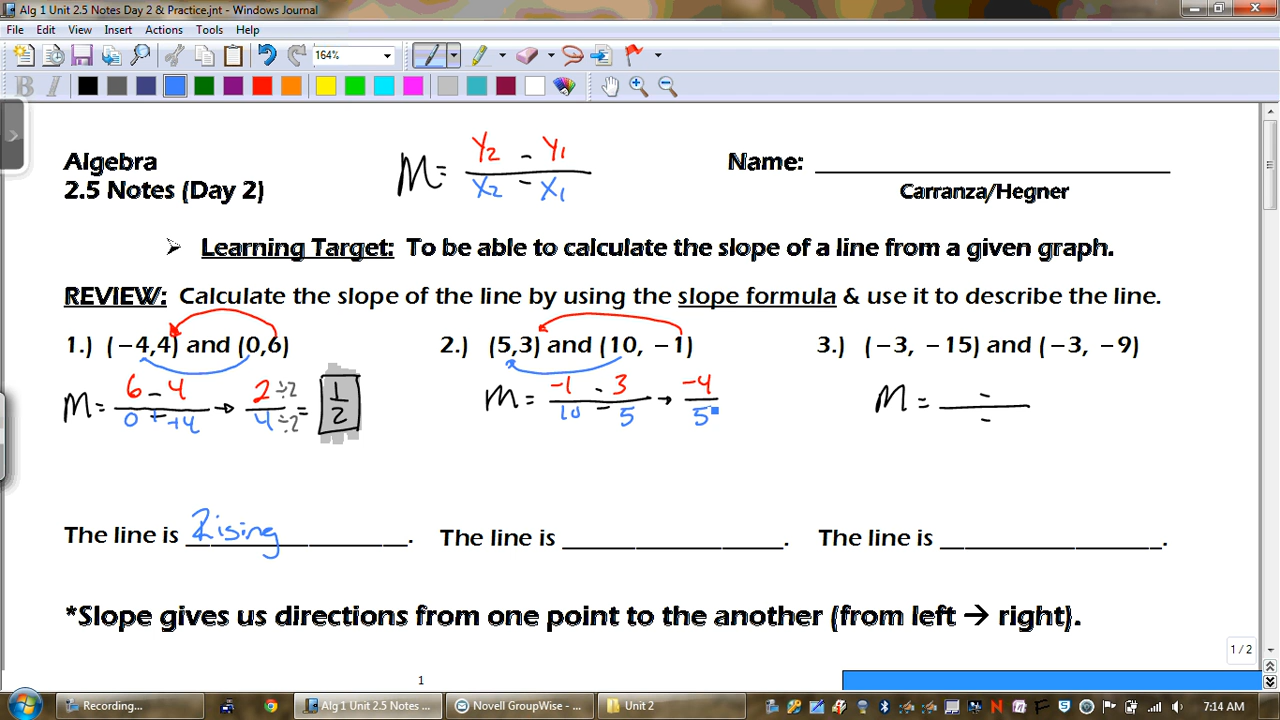 Alg 1 Unit 2.5 Notes Day 2 & Practice.jnt - Windows Journal
File Edit View Insert Actions Tools Help
164%
B I
M = Y2 - Y1 / X2 - X1
Algebra
2.5 Notes (Day 2)
Name: ____________________
Carranza/Hegner
➢ Learning Target: To be able to calculate the slope of a line from a given graph.
REVIEW: Calculate the slope of the line by using the slope formula & use it to describe the line.
1.) (−4,4) and (0,6) 2.) (5,3) and (10, −1) 3.) (−3, −15) and (−3, −9)
M = 6 - 4 / 0 + +4 → 2 ÷2 / 4 ÷2 = 1/2 M = -1 - 3 / 10 - 5 → -4 / 5 M = - / -
The line is Rising. The line is ____________________. The line is ____________________.
*Slope gives us directions from one point to the another (from left → right).
1 / 2
1
Recording... Alg 1 Unit 2.5 Notes ... Novell GroupWise - ... Unit 2 7:14 AM